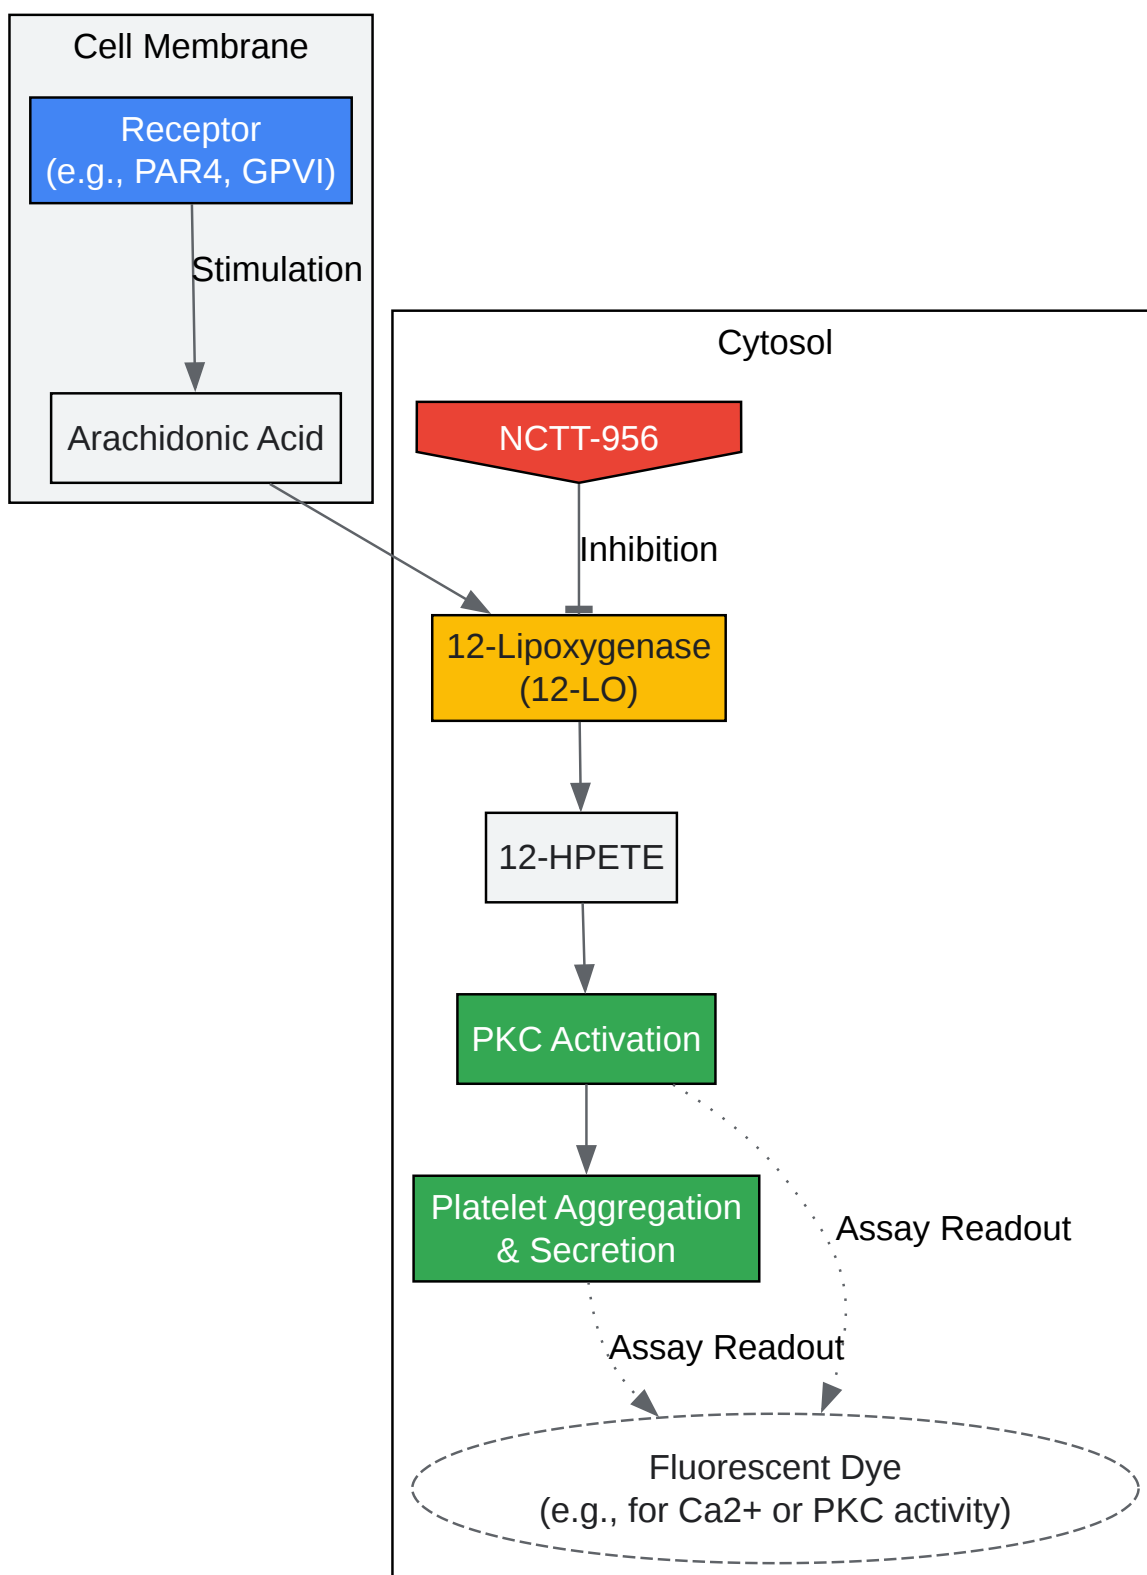 Cell Membrane
Receptor
(e.g., PAR4, GPVI)
Stimulation
Arachidonic Acid
Cytosol
NCTT-956
Inhibition
12-Lipoxygenase
(12-LO)
12-HPETE
PKC Activation
Platelet Aggregation
& Secretion
Assay Readout
Assay Readout
Fluorescent Dye
(e.g., for Ca2+ or PKC activity)